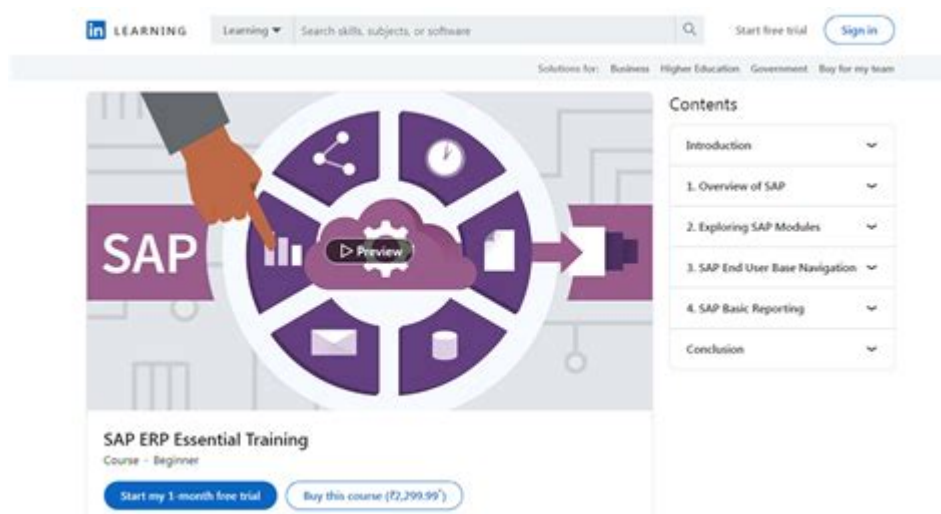 in LEARNING Learning Search skills, subjects, or software Start free trial Sign in
Solutions for: Business Higher Education Government Buy for my team
SAP
Preview
Contents
Introduction
1. Overview of SAP
2. Exploring SAP Modules
3. SAP End User Base Navigation
4. SAP Basic Reporting
Conclusion
SAP ERP Essential Training
Course - Beginner
Start my 1-month free trial Buy this course (₹2,299.99*)